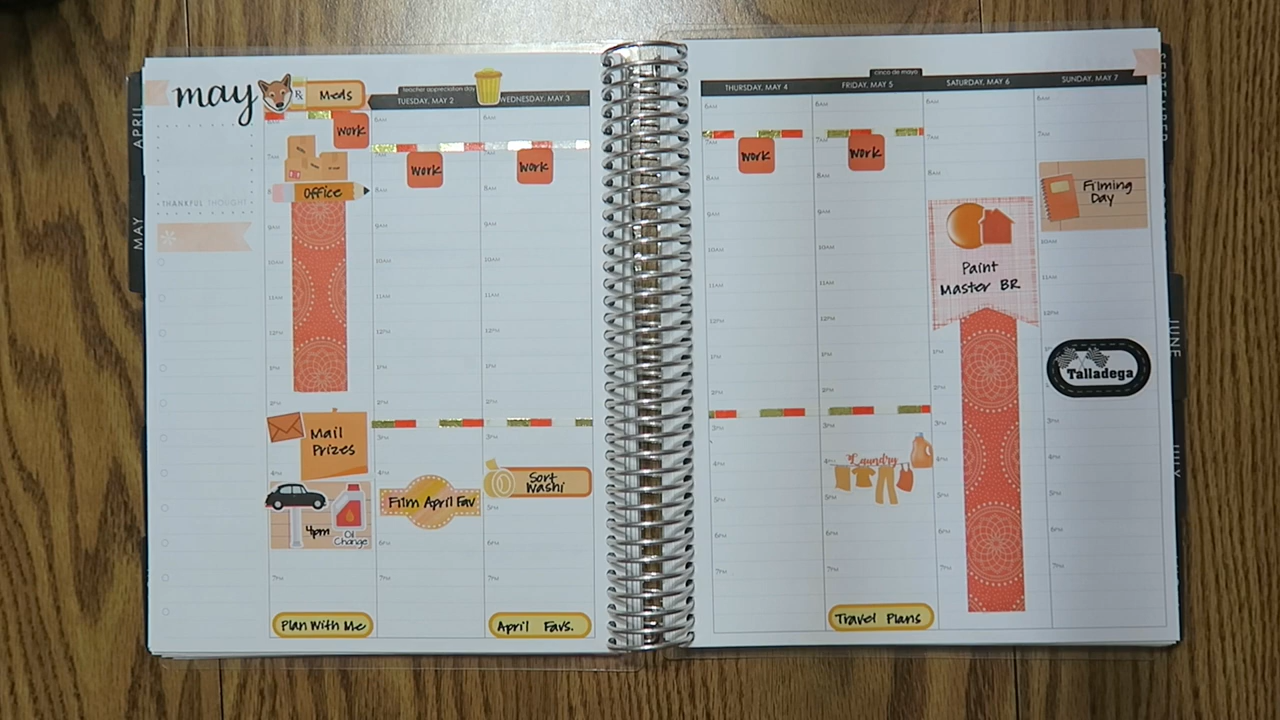 may
Rx
Meds
teacher appreciation day
TUESDAY, MAY 2
WEDNESDAY, MAY 3
cinco de mayo
THURSDAY, MAY 4
FRIDAY, MAY 5
SATURDAY, MAY 6
SUNDAY, MAY 7
APRIL
MAY
JUNE
JULY
THANKFUL THOUGHT
Work
Work
Work
Work
Work
Office
Mail
Prizes
4pm
Oil
Change
Plan With Me
Film April Fav
Sort
Washi
April Favs.
Laundry
Travel Plans
Paint
Master BR
Filming
Day
Talladega